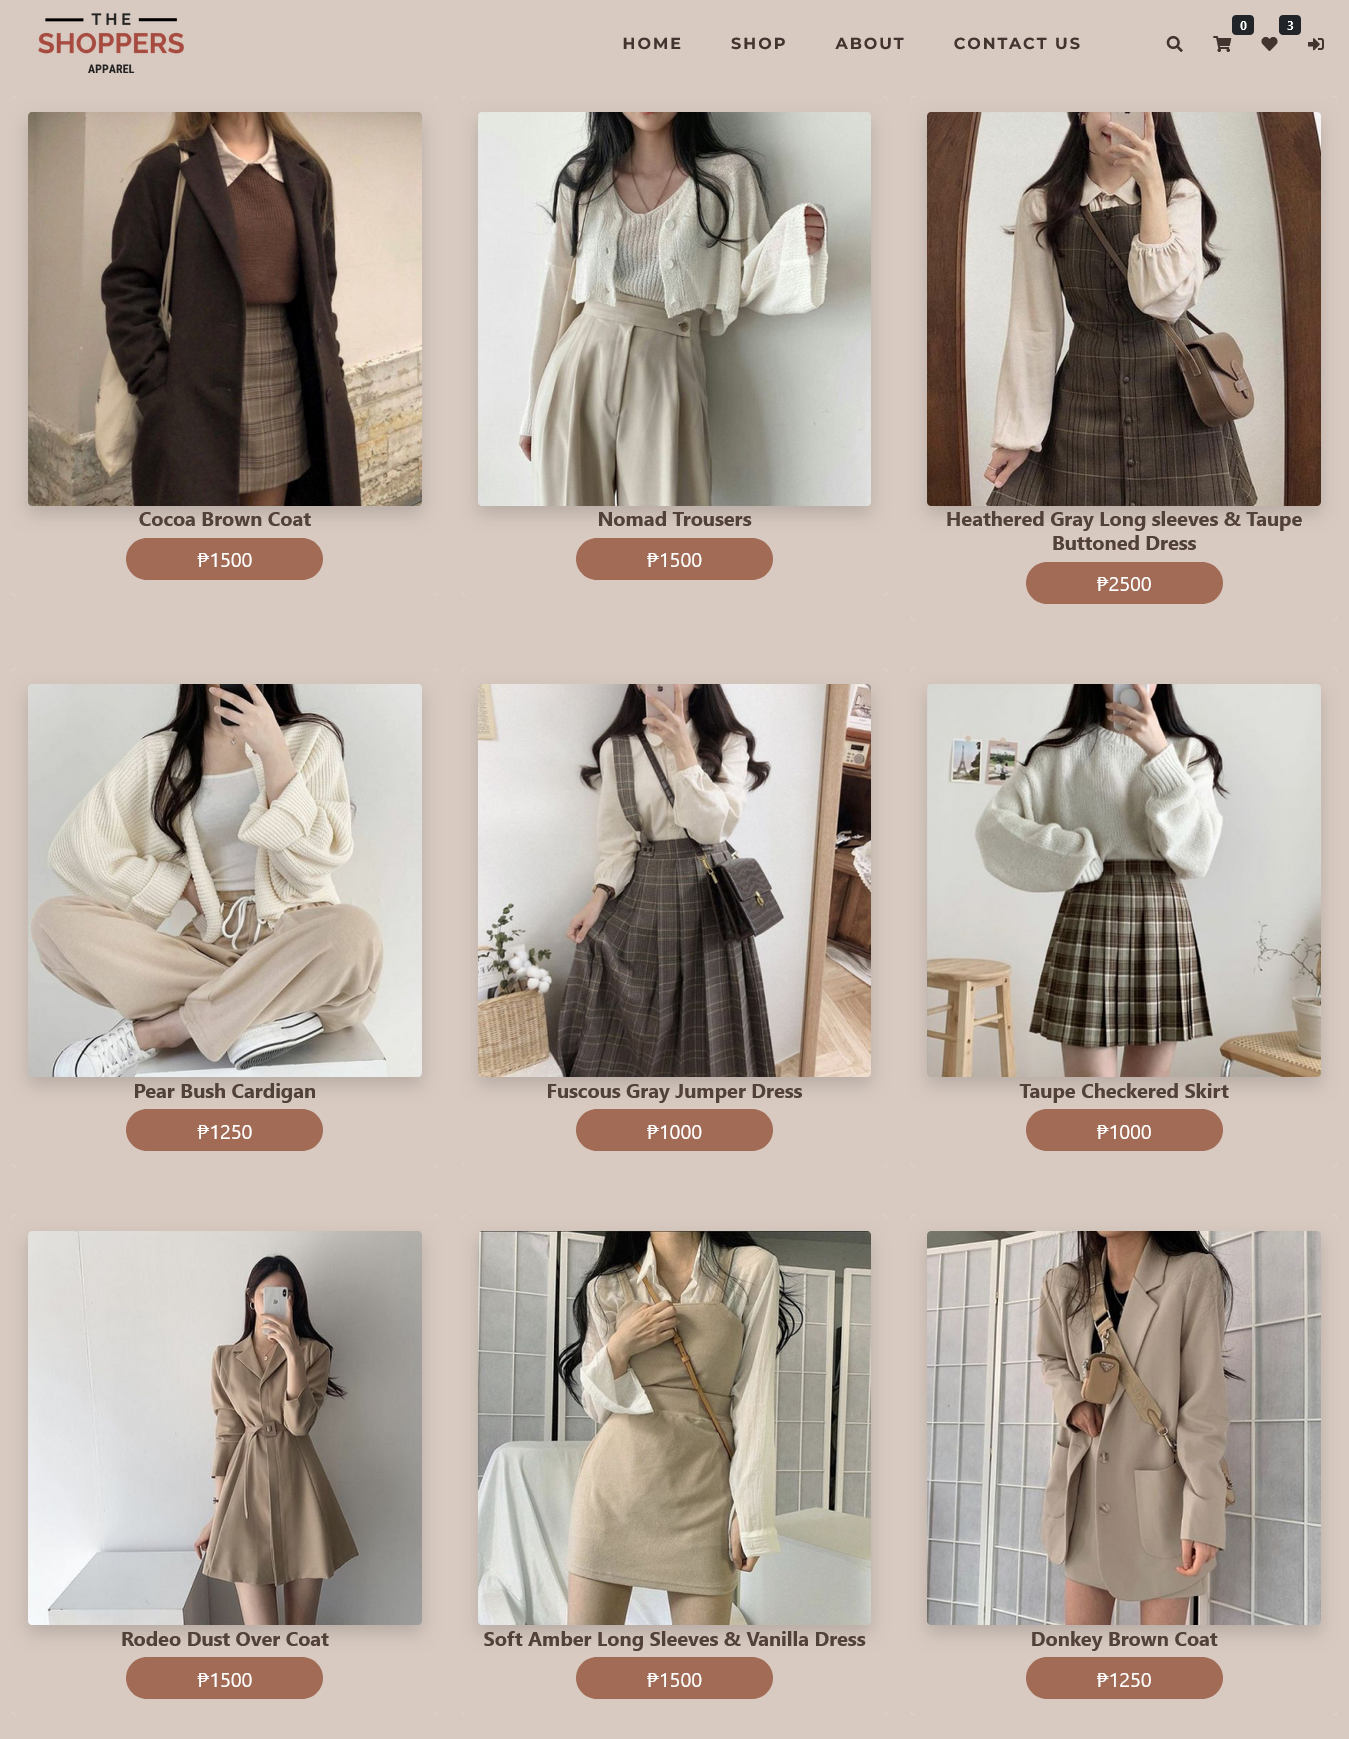 THE
SHOPPERS
APPAREL
HOME SHOP ABOUT CONTACT US 0 3
Cocoa Brown Coat
₱1500
Nomad Trousers
₱1500
Heathered Gray Long sleeves & Taupe
Buttoned Dress
₱2500
Pear Bush Cardigan
₱1250
Fuscous Gray Jumper Dress
₱1000
Taupe Checkered Skirt
₱1000
Rodeo Dust Over Coat
₱1500
Soft Amber Long Sleeves & Vanilla Dress
₱1500
Donkey Brown Coat
₱1250